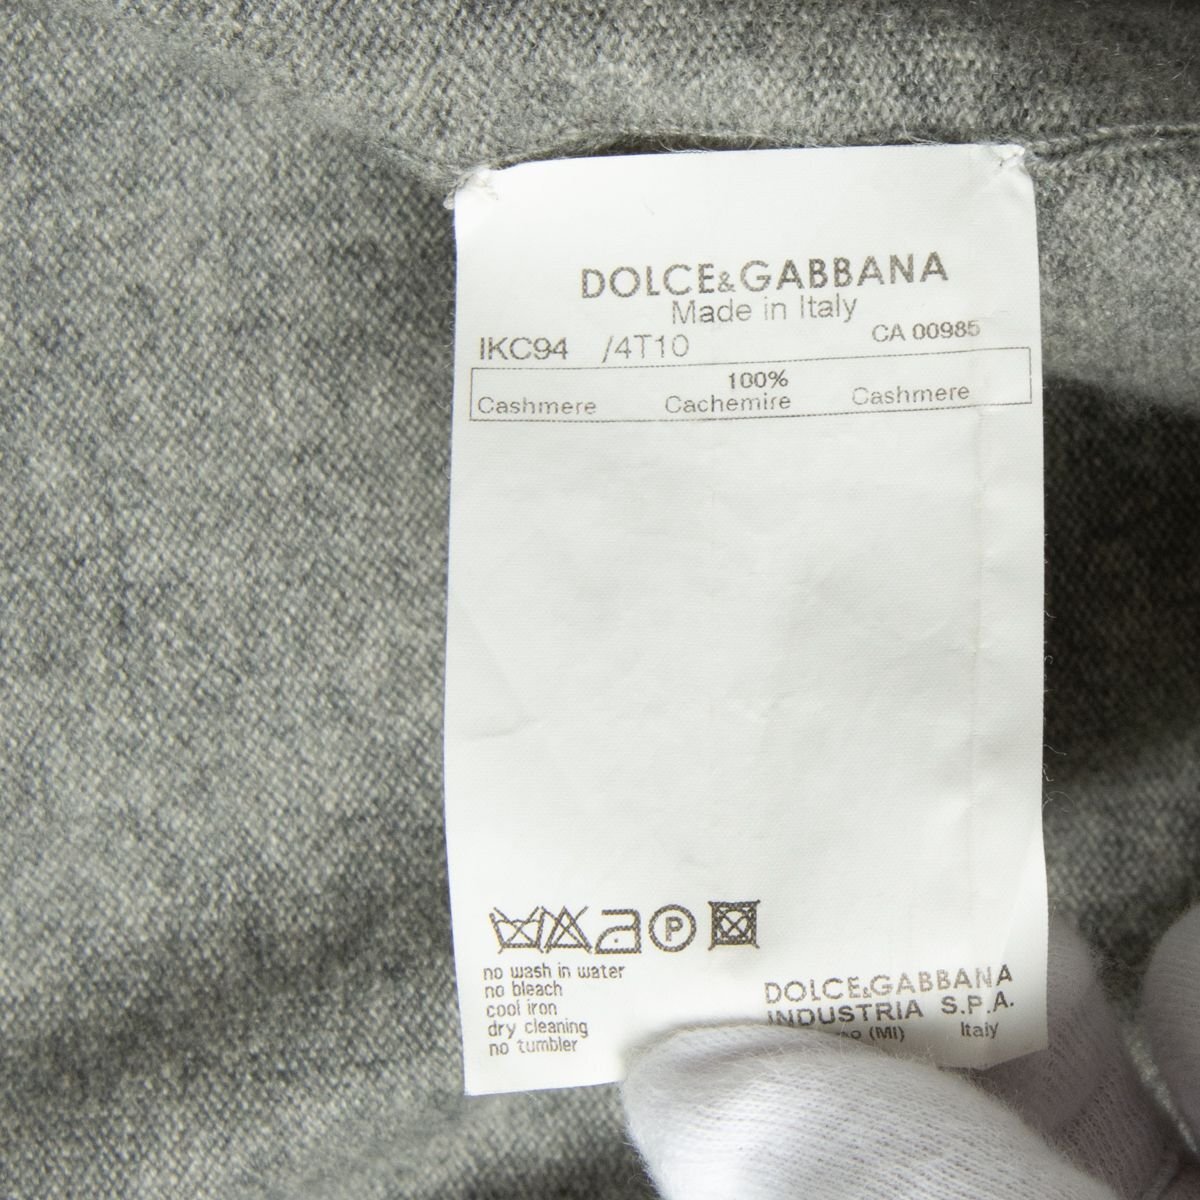 DOLCE&GABBANA
Made in Italy
IKC94 /4T10 CA 00985
100%
Cashmere Cachemire Cashmere
P
no wash in water
no bleach
cool iron
dry cleaning
no tumbler
DOLCE&GABBANA
INDUSTRIA S.P.A.
(MI) Italy